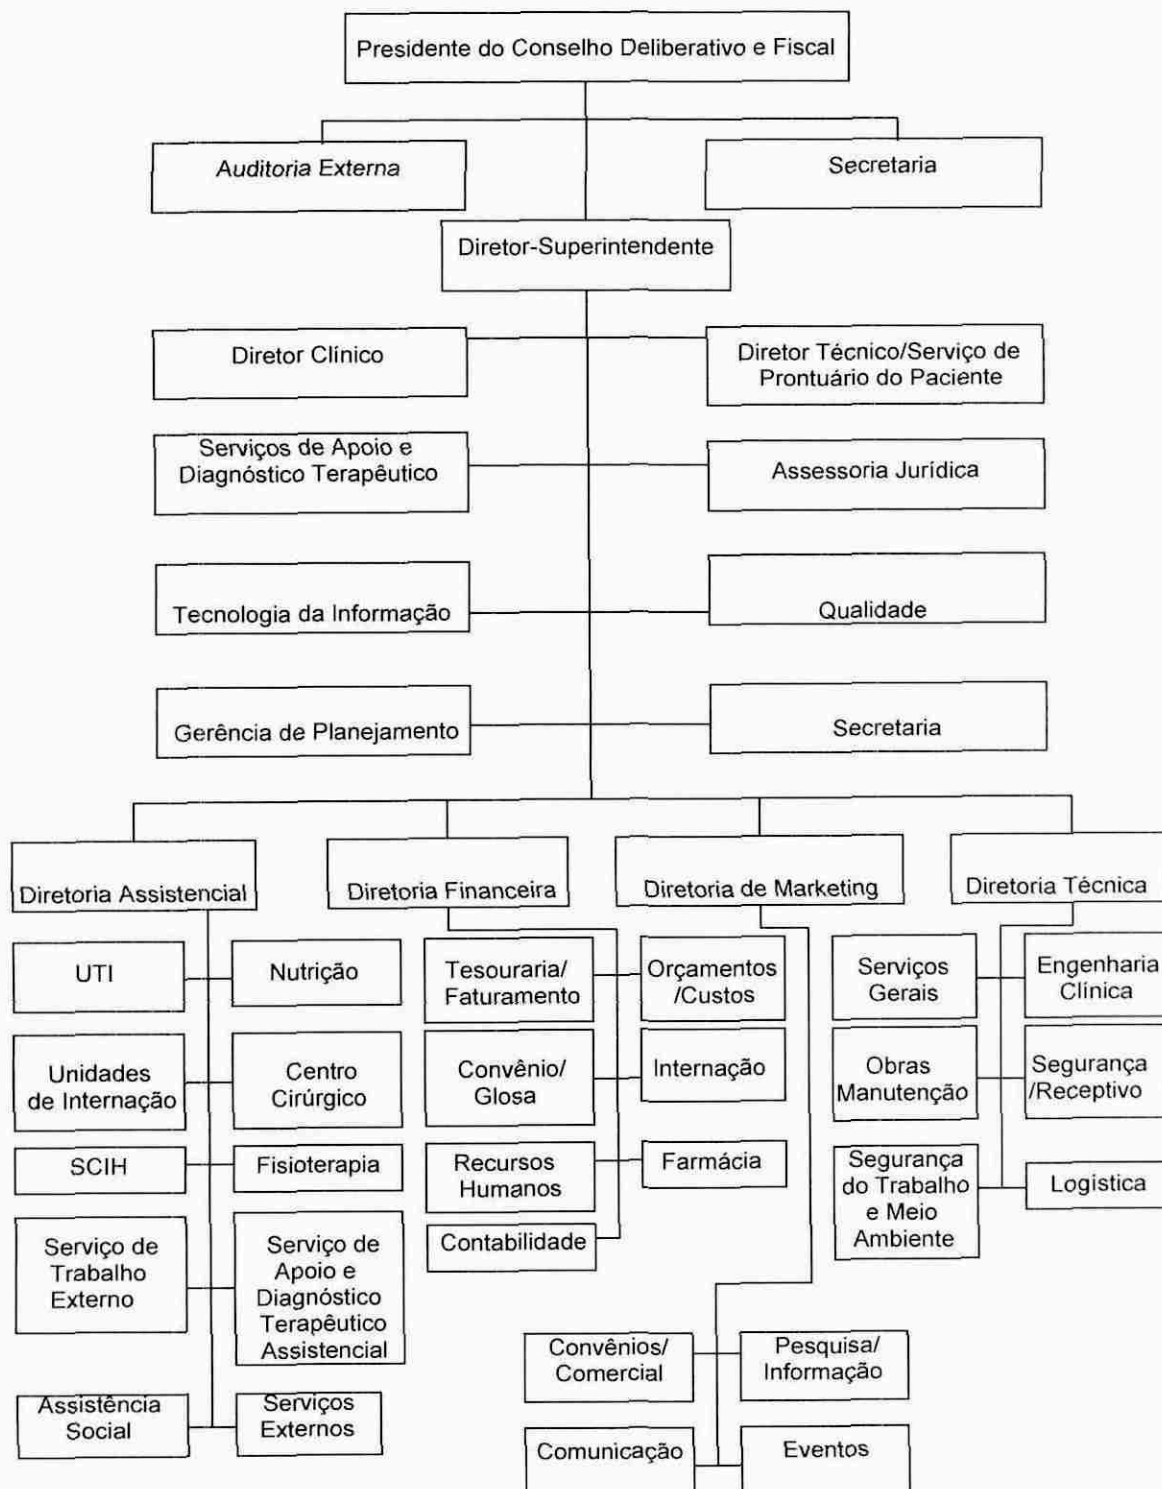 Presidente do Conselho Deliberativo e Fiscal
Auditoria Externa
Secretaria
Diretor-Superintendente
Diretor Clínico
Diretor Técnico/Serviço de
Prontuário do Paciente
Serviços de Apoio e
Diagnóstico Terapêutico
Assessoria Jurídica
Tecnologia da Informação
Qualidade
Gerência de Planejamento
Secretaria
Diretoria Assistencial
Diretoria Financeira
Diretoria de Marketing
Diretoria Técnica
UTI
Nutrição
Unidades
de Internação
Centro
Cirúrgico
SCIH
Fisioterapia
Serviço de
Trabalho
Externo
Serviço de
Apoio e
Diagnóstico
Terapêutico
Assistencial
Assistência
Social
Serviços
Externos
Tesouraria/
Faturamento
Orçamentos
/Custos
Convênio/
Glosa
Internação
Recursos
Humanos
Farmácia
Contabilidade
Convênios/
Comercial
Pesquisa/
Informação
Comunicação
Eventos
Serviços
Gerais
Engenharia
Clínica
Obras
Manutenção
Segurança
/Receptivo
Segurança
do Trabalho
e Meio
Ambiente
Logística